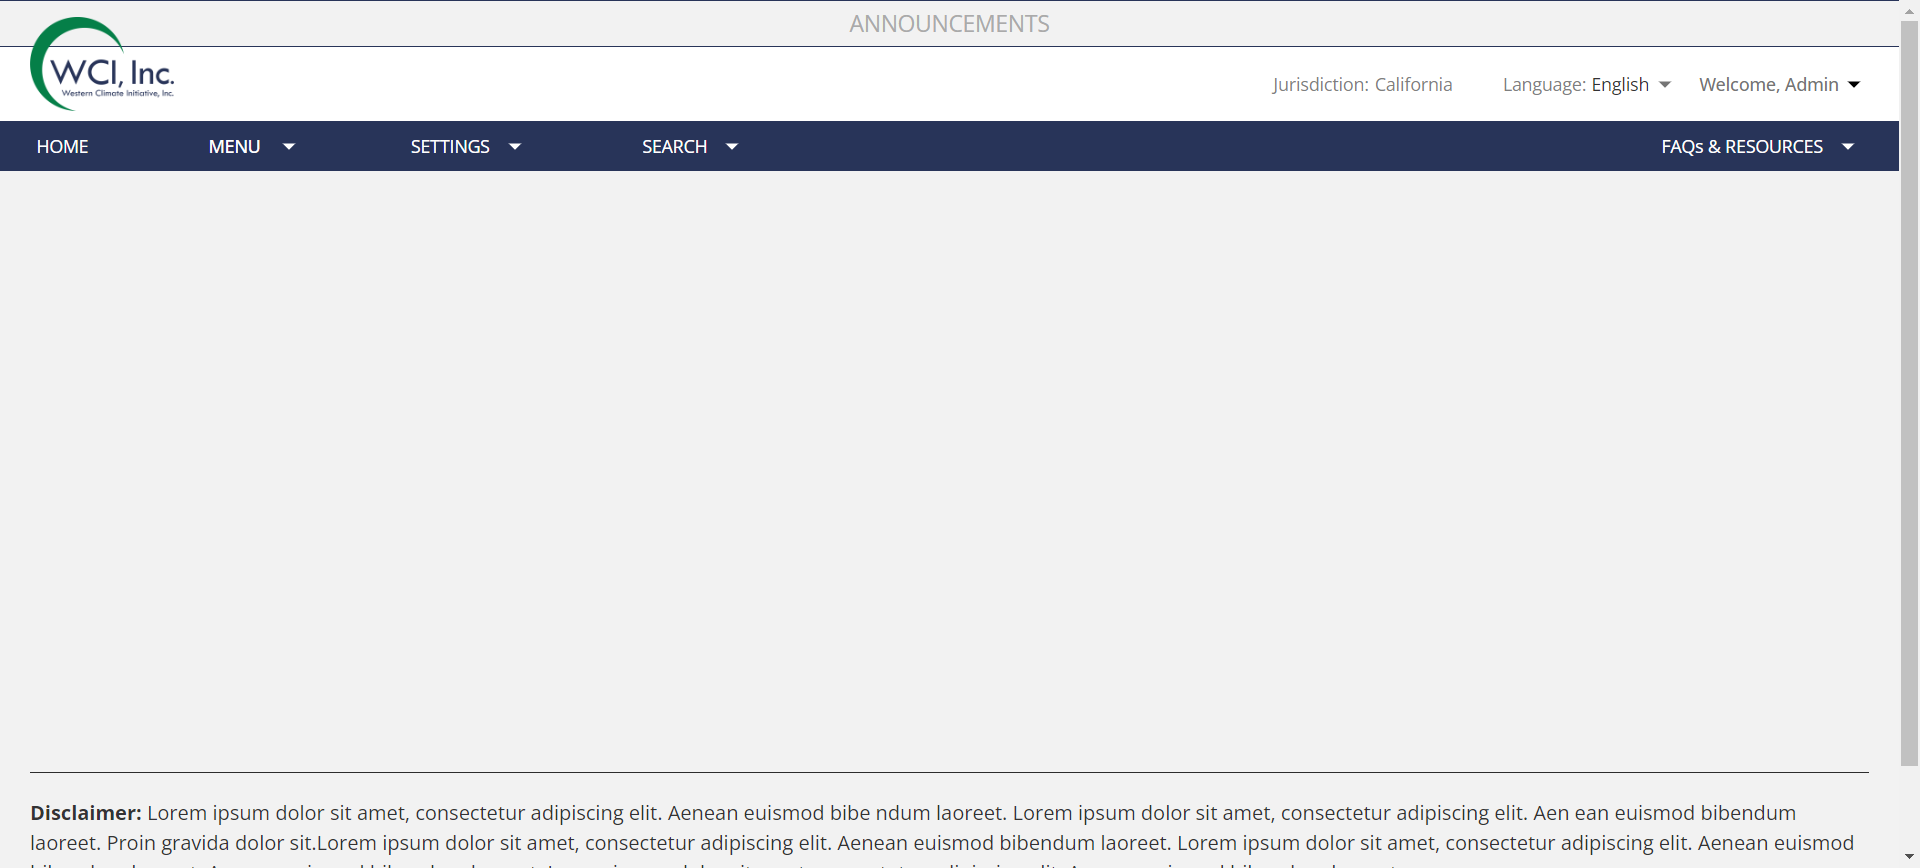 ANNOUNCEMENTS
WCI, Inc.
Western Climate Initiative, Inc.
Jurisdiction: California
Language: English
Welcome, Admin
HOME
MENU
SETTINGS
SEARCH
FAQs & RESOURCES
Disclaimer: Lorem ipsum dolor sit amet, consectetur adipiscing elit. Aenean euismod bibe ndum laoreet. Lorem ipsum dolor sit amet, consectetur adipiscing elit. Aen ean euismod bibendum
laoreet. Proin gravida dolor sit.Lorem ipsum dolor sit amet, consectetur adipiscing elit. Aenean euismod bibendum laoreet. Lorem ipsum dolor sit amet, consectetur adipiscing elit. Aenean euismod